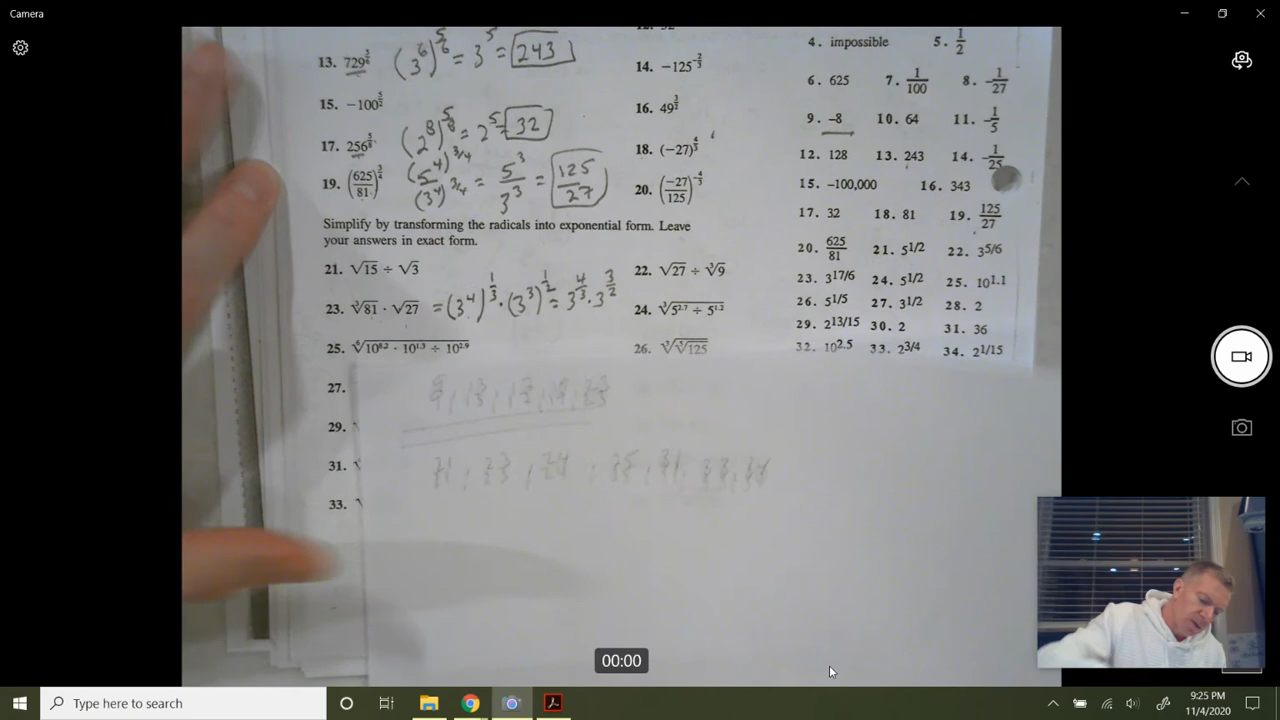 Camera
13. 729^(5/6) (3^6)^(5/6) = 3^5 = 243
14. −125^(−2/3)
15. −100^(5/2)
16. 49^(3/2)
17. 256^(5/8) (2^8)^(5/8) = 2^5 = 32
18. (−27)^(4/3)
19. (625/81)^(3/4) (5^4)^(3/4) / (3^4)^(3/4) = 5^3/3^3 = 125/27
20. (−27/125)^(−4/3)
Simplify by transforming the radicals into exponential form. Leave
your answers in exact form.
21. √15 ÷ √3
22. √27 ÷ ∛9
23. ∛81 · √27 = (3^4)^(1/3) · (3^3)^(1/2) = 3^(4/3) · 3^(3/2)
24. ∛(5^2.7 ÷ 5^1.2)
25. √(10^8.2 · 10^1.3 ÷ 10^2.9)
26. √√125
27.
29.
31.
33.
4. impossible 5. 1/2
6. 625 7. 1/100 8. −1/27
9. −8 10. 64 11. −1/5
12. 128 13. 243 14. −1/25
15. −100,000 16. 343
17. 32 18. 81 19. 125/27
20. 625/81 21. 5^1/2 22. 3^5/6
23. 3^17/6 24. 5^1/2 25. 10^1.1
26. 5^1/5 27. 3^1/2 28. 2
29. 2^13/15 30. 2 31. 36
32. 10^2.5 33. 2^3/4 34. 2^1/15
00:00
Type here to search
9:25 PM
11/4/2020